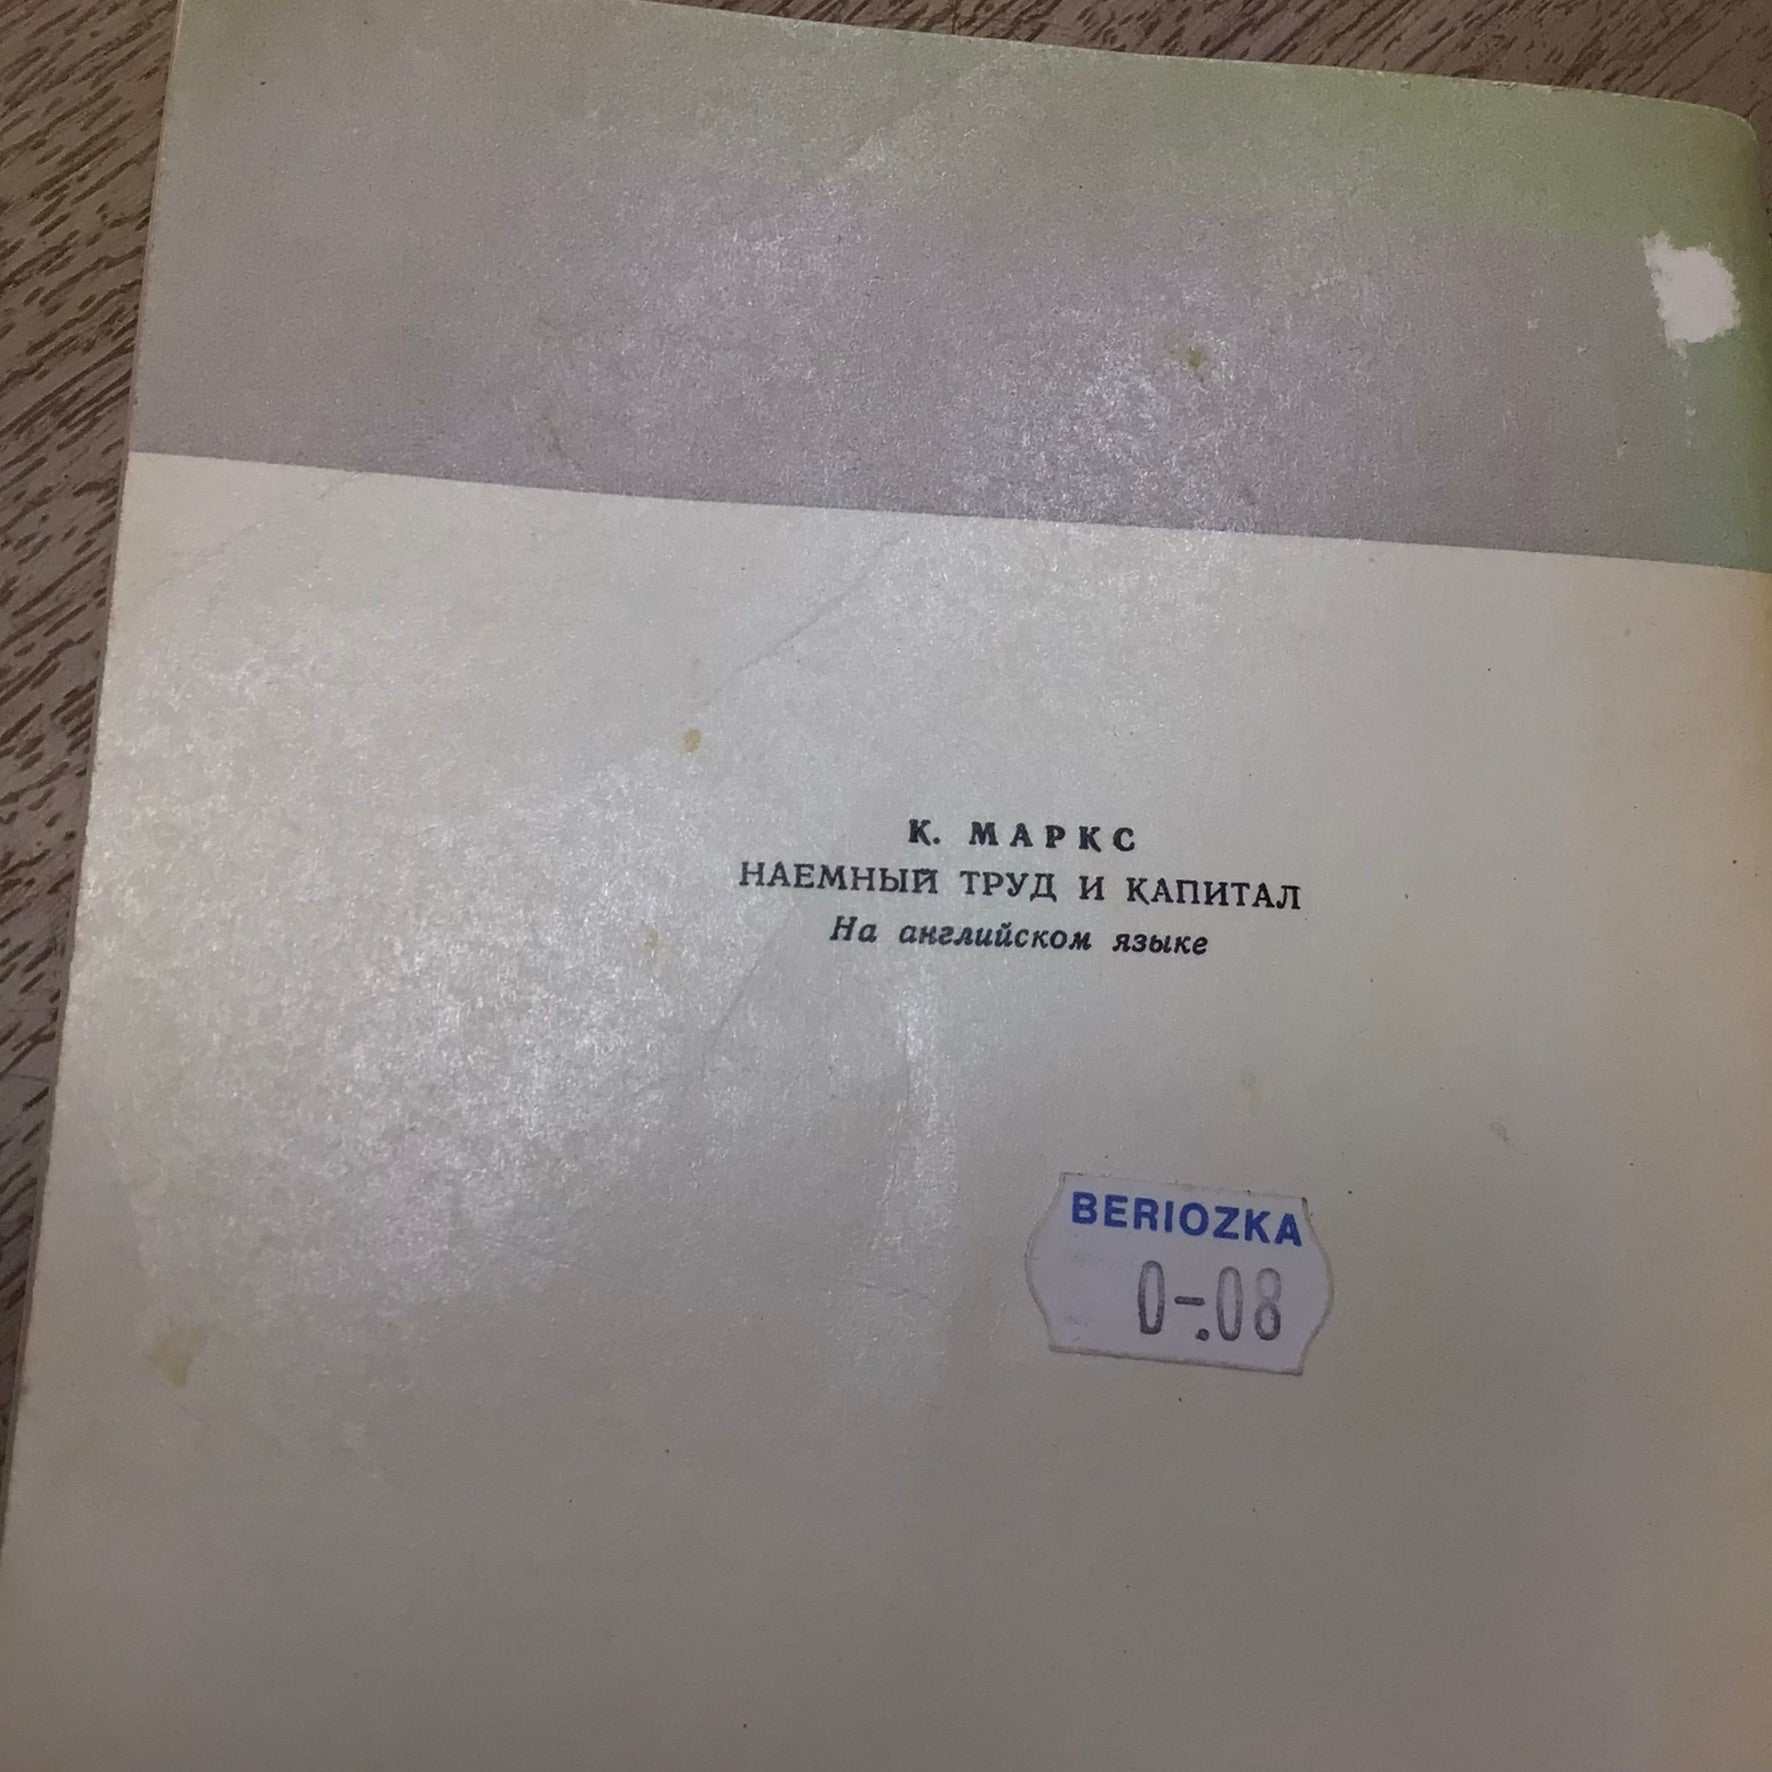 К. МАРКС
НАЕМНЫЙ ТРУД И КАПИТАЛ
На английском языке
BERIOZKA
0-.08